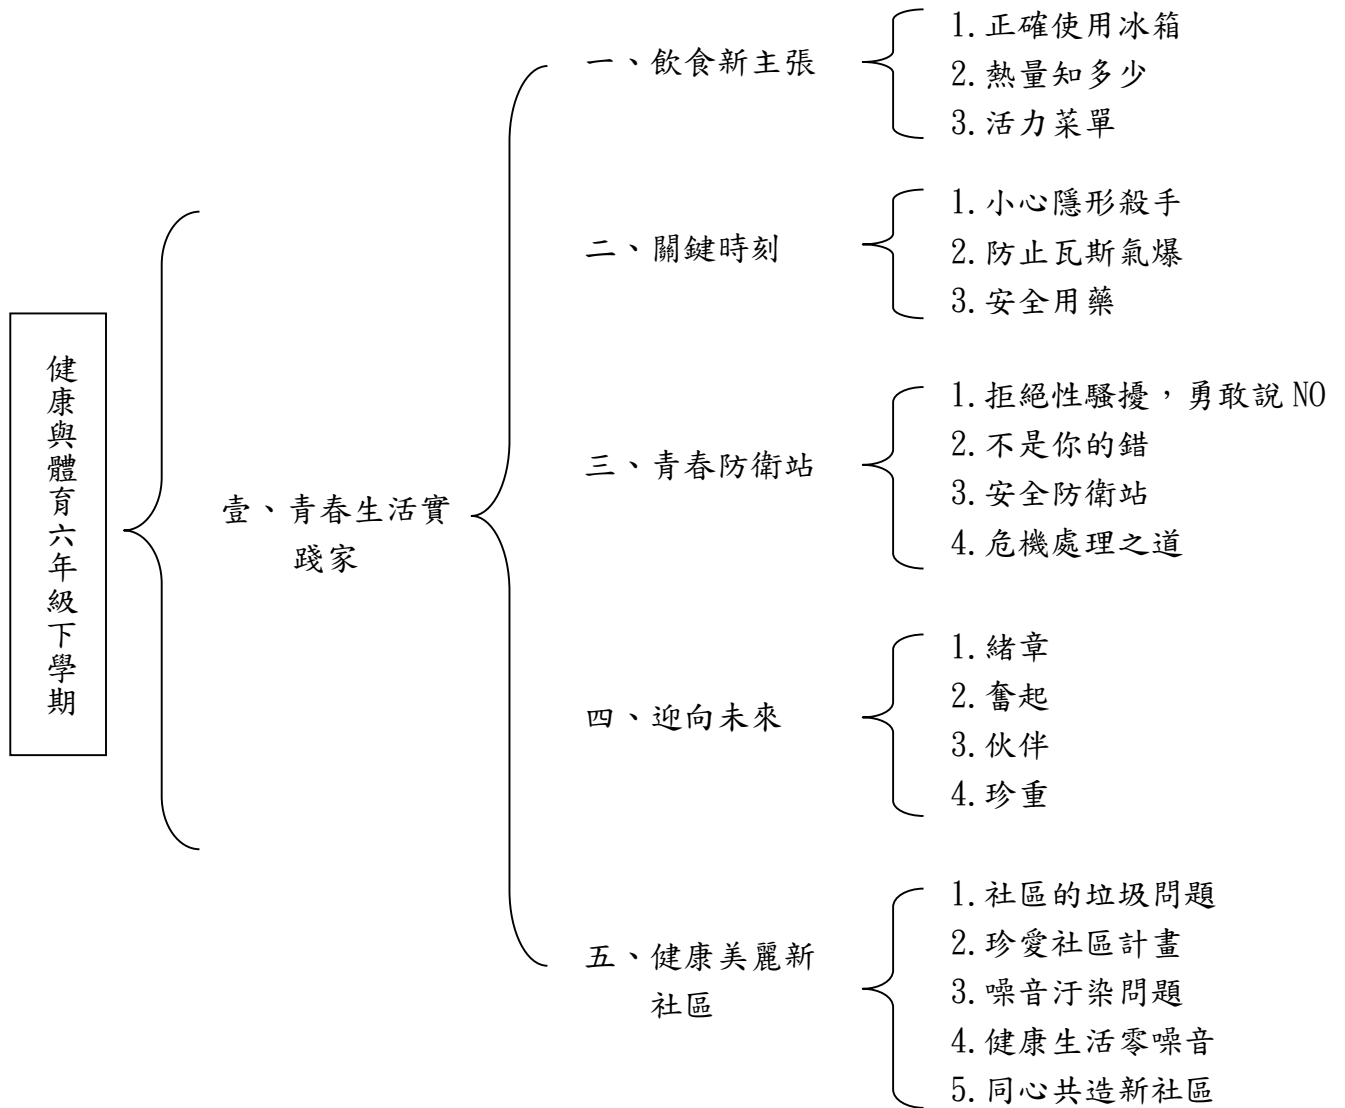 健康與體育六年級下學期
壹、青春生活實
踐家
一、飲食新主張
1.正確使用冰箱
2.熱量知多少
3.活力菜單
二、關鍵時刻
1.小心隱形殺手
2.防止瓦斯氣爆
3.安全用藥
三、青春防衛站
1.拒絕性騷擾，勇敢說 NO
2.不是你的錯
3.安全防衛站
4.危機處理之道
四、迎向未來
1.緒章
2.奮起
3.伙伴
4.珍重
五、健康美麗新
社區
1.社區的垃圾問題
2.珍愛社區計畫
3.噪音汙染問題
4.健康生活零噪音
5.同心共造新社區